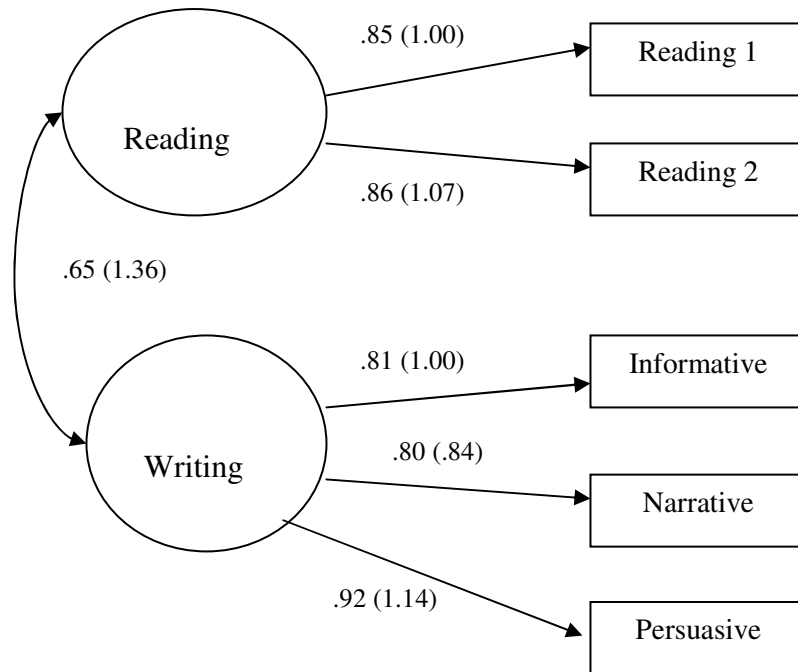 .85 (1.00)
Reading 1
Reading
Reading 2
.86 (1.07)
.65 (1.36)
.81 (1.00)
Informative
.80 (.84)
Writing
Narrative
.92 (1.14)
Persuasive